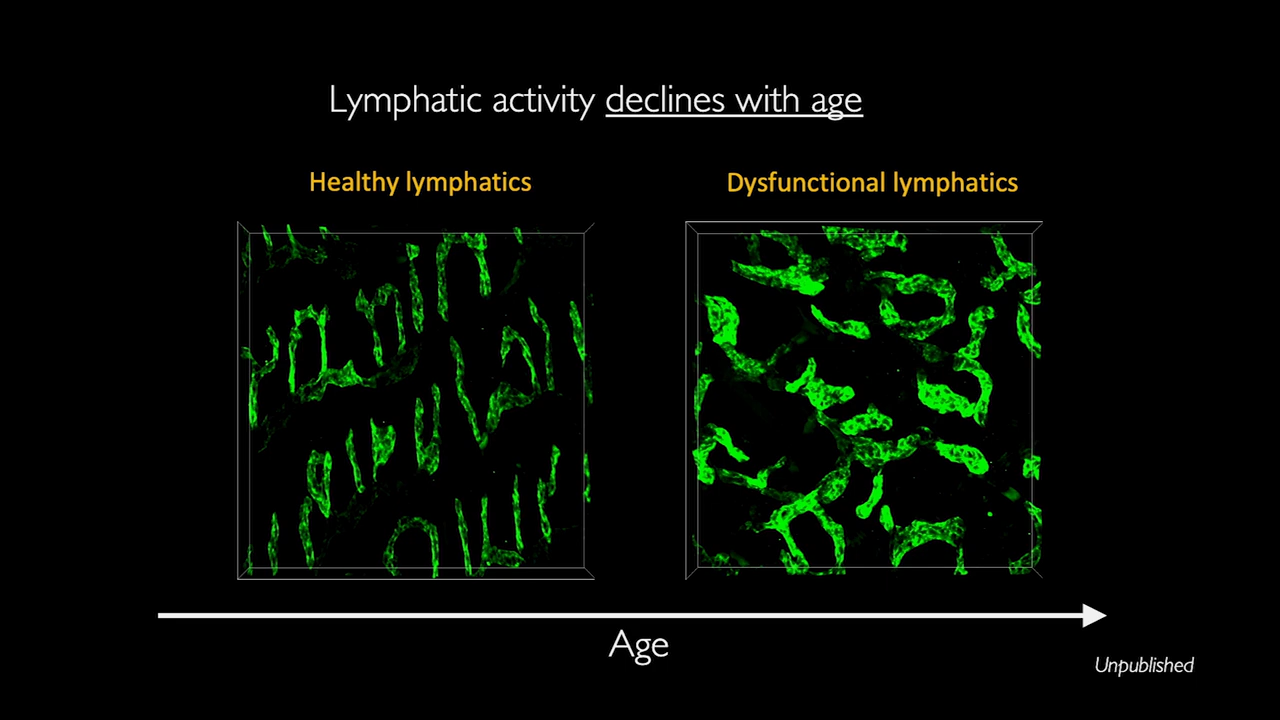 Lymphatic activity declines with age
Healthy lymphatics
Dysfunctional lymphatics
Age
Unpublished